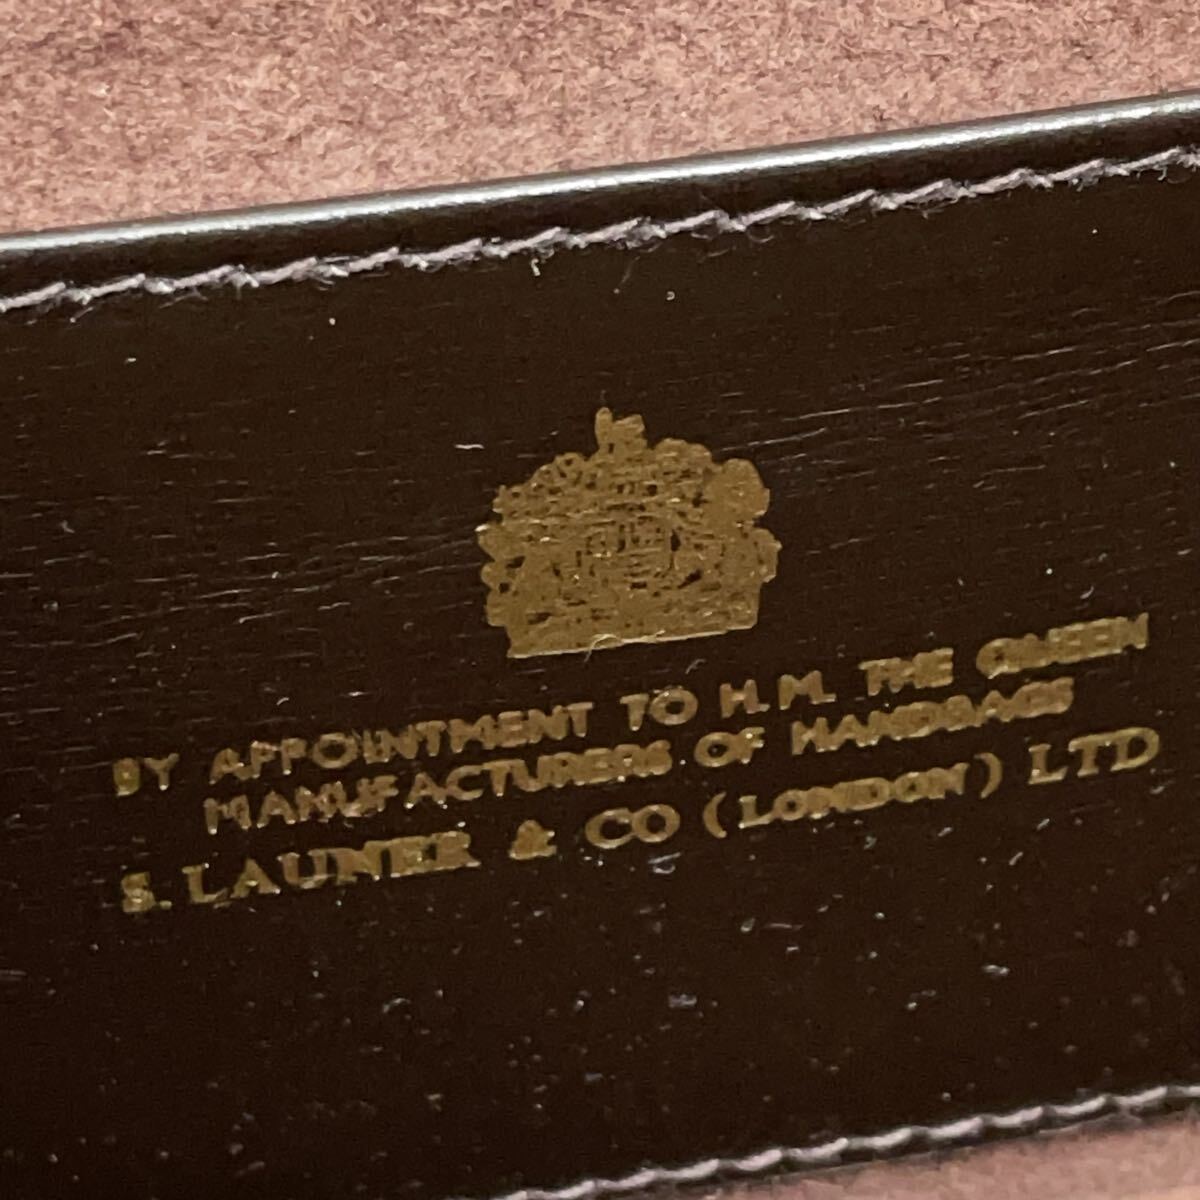 BY APPOINTMENT TO H.M. THE QUEEN
MANUFACTURERS OF HANDBAGS
S. LAUNER & CO (LONDON) LTD